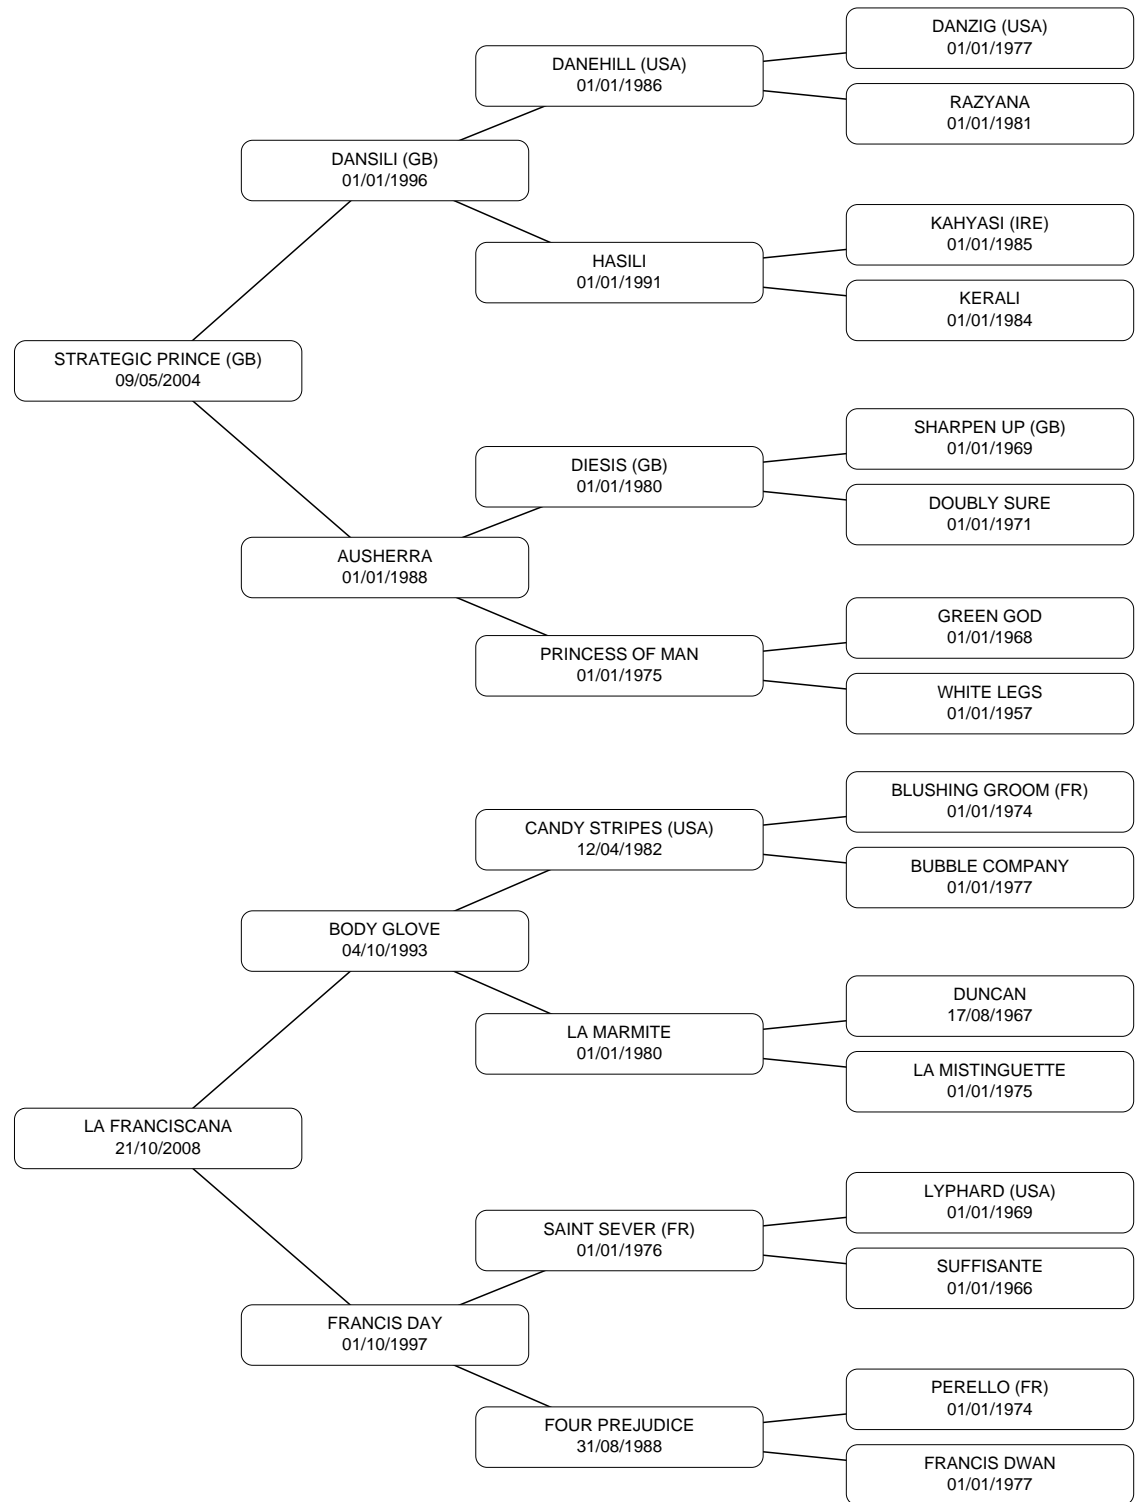 DANZIG (USA)
01/01/1977
DANEHILL (USA)
01/01/1986
RAZYANA
01/01/1981
DANSILI (GB)
01/01/1996
KAHYASI (IRE)
01/01/1985
HASILI
01/01/1991
KERALI
01/01/1984
STRATEGIC PRINCE (GB)
09/05/2004
SHARPEN UP (GB)
01/01/1969
DIESIS (GB)
01/01/1980
DOUBLY SURE
01/01/1971
AUSHERRA
01/01/1988
GREEN GOD
01/01/1968
PRINCESS OF MAN
01/01/1975
WHITE LEGS
01/01/1957
BLUSHING GROOM (FR)
01/01/1974
CANDY STRIPES (USA)
12/04/1982
BUBBLE COMPANY
01/01/1977
BODY GLOVE
04/10/1993
DUNCAN
17/08/1967
LA MARMITE
01/01/1980
LA MISTINGUETTE
01/01/1975
LA FRANCISCANA
21/10/2008
LYPHARD (USA)
01/01/1969
SAINT SEVER (FR)
01/01/1976
SUFFISANTE
01/01/1966
FRANCIS DAY
01/10/1997
PERELLO (FR)
01/01/1974
FOUR PREJUDICE
31/08/1988
FRANCIS DWAN
01/01/1977